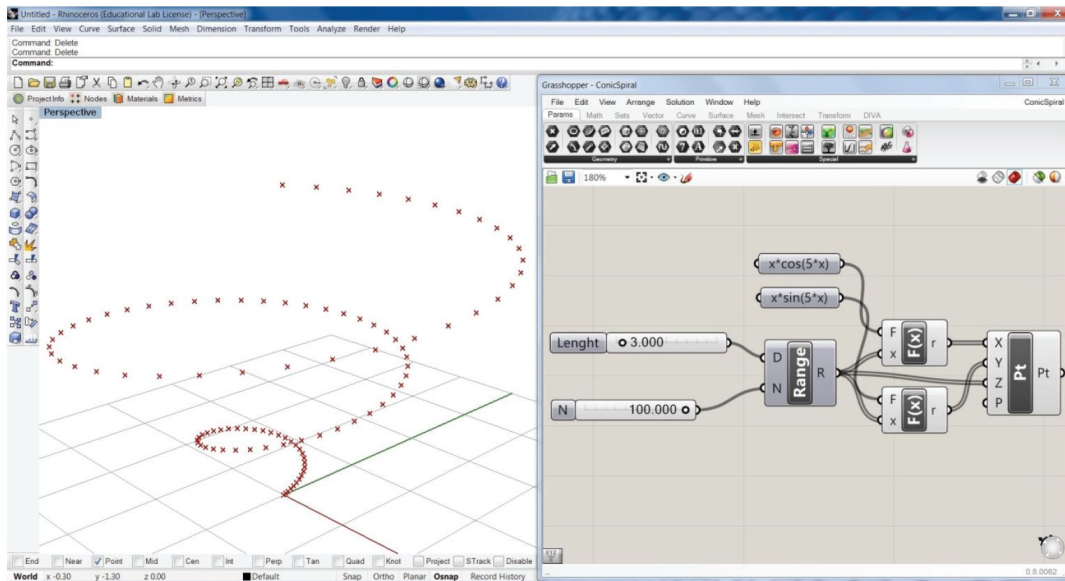 Untitled - Rhinoceros (Educational Lab License) - [Perspective]
File Edit View Curve Surface Solid Mesh Dimension Transform Tools Analyze Render Help
Command: Delete
Command: Delete
Command:
ProjectInfo Nodes Materials Metrics
Perspective
End Near Point Mid Cen Int Perp Tan Quad Knot Project STrack Disable
World x -0.30 y -1.30 z 0.00 Default Snap Ortho Planar Osnap Record History
Grasshopper - ConicSpiral
File Edit View Arrange Solution Window Help ConicSpiral
Params Math Sets Vector Curve Surface Mesh Intersect Transform DIVA
Geometry Primitive Special
180%
x*cos(5*x)
x*sin(5*x)
Lenght 3.000
N 100.000
D N Range R
F x F(x) r
F x F(x) r
X Y Z P Pt Pt
0.8.0062